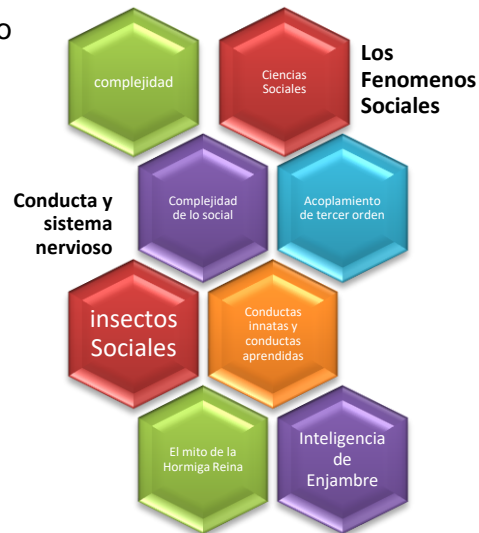 o
complejidad
Ciencias
Sociales
Los
Fenomenos
Sociales
Conducta y
sistema
nervioso
Complejidad
de lo social
Acoplamiento
de tercer orden
insectos
Sociales
Conductas
innatas y
conductas
aprendidas
El mito de la
Hormiga Reina
Inteligencia
de
Enjambre